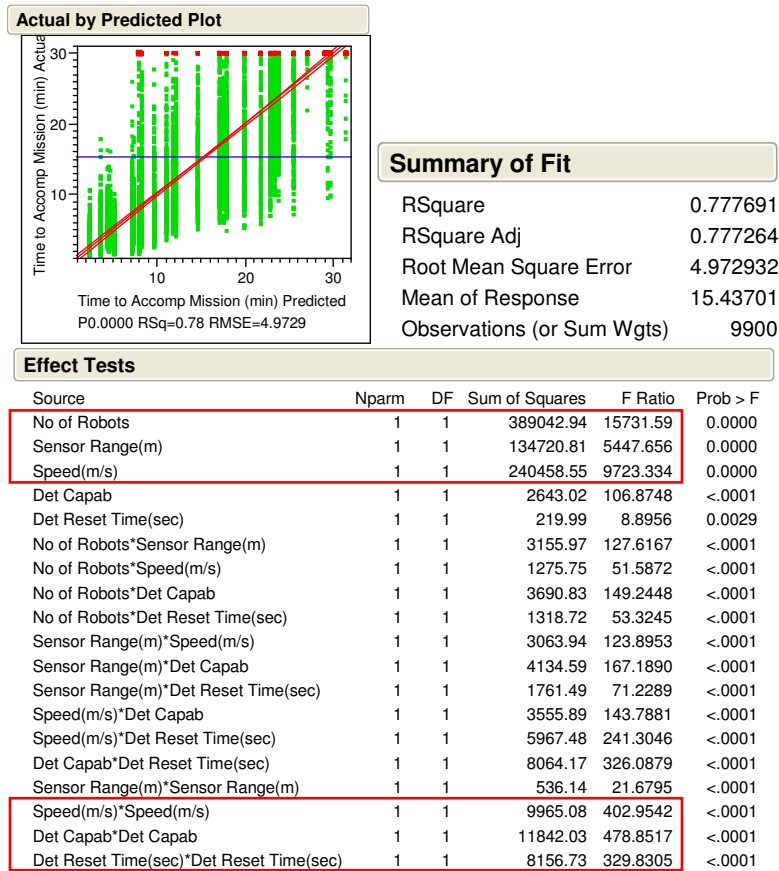 Actual by Predicted Plot
Time to Accomp Mission (min) Actua
30
20
10
10 20 30
Time to Accomp Mission (min) Predicted
P0.0000 RSq=0.78 RMSE=4.9729
Summary of Fit
RSquare 0.777691
RSquare Adj 0.777264
Root Mean Square Error 4.972932
Mean of Response 15.43701
Observations (or Sum Wgts) 9900
Effect Tests
Source Nparm DF Sum of Squares F Ratio Prob > F
No of Robots 1 1 389042.94 15731.59 0.0000
Sensor Range(m) 1 1 134720.81 5447.656 0.0000
Speed(m/s) 1 1 240458.55 9723.334 0.0000
Det Capab 1 1 2643.02 106.8748 <.0001
Det Reset Time(sec) 1 1 219.99 8.8956 0.0029
No of Robots*Sensor Range(m) 1 1 3155.97 127.6167 <.0001
No of Robots*Speed(m/s) 1 1 1275.75 51.5872 <.0001
No of Robots*Det Capab 1 1 3690.83 149.2448 <.0001
No of Robots*Det Reset Time(sec) 1 1 1318.72 53.3245 <.0001
Sensor Range(m)*Speed(m/s) 1 1 3063.94 123.8953 <.0001
Sensor Range(m)*Det Capab 1 1 4134.59 167.1890 <.0001
Sensor Range(m)*Det Reset Time(sec) 1 1 1761.49 71.2289 <.0001
Speed(m/s)*Det Capab 1 1 3555.89 143.7881 <.0001
Speed(m/s)*Det Reset Time(sec) 1 1 5967.48 241.3046 <.0001
Det Capab*Det Reset Time(sec) 1 1 8064.17 326.0879 <.0001
Sensor Range(m)*Sensor Range(m) 1 1 536.14 21.6795 <.0001
Speed(m/s)*Speed(m/s) 1 1 9965.08 402.9542 <.0001
Det Capab*Det Capab 1 1 11842.03 478.8517 <.0001
Det Reset Time(sec)*Det Reset Time(sec) 1 1 8156.73 329.8305 <.0001